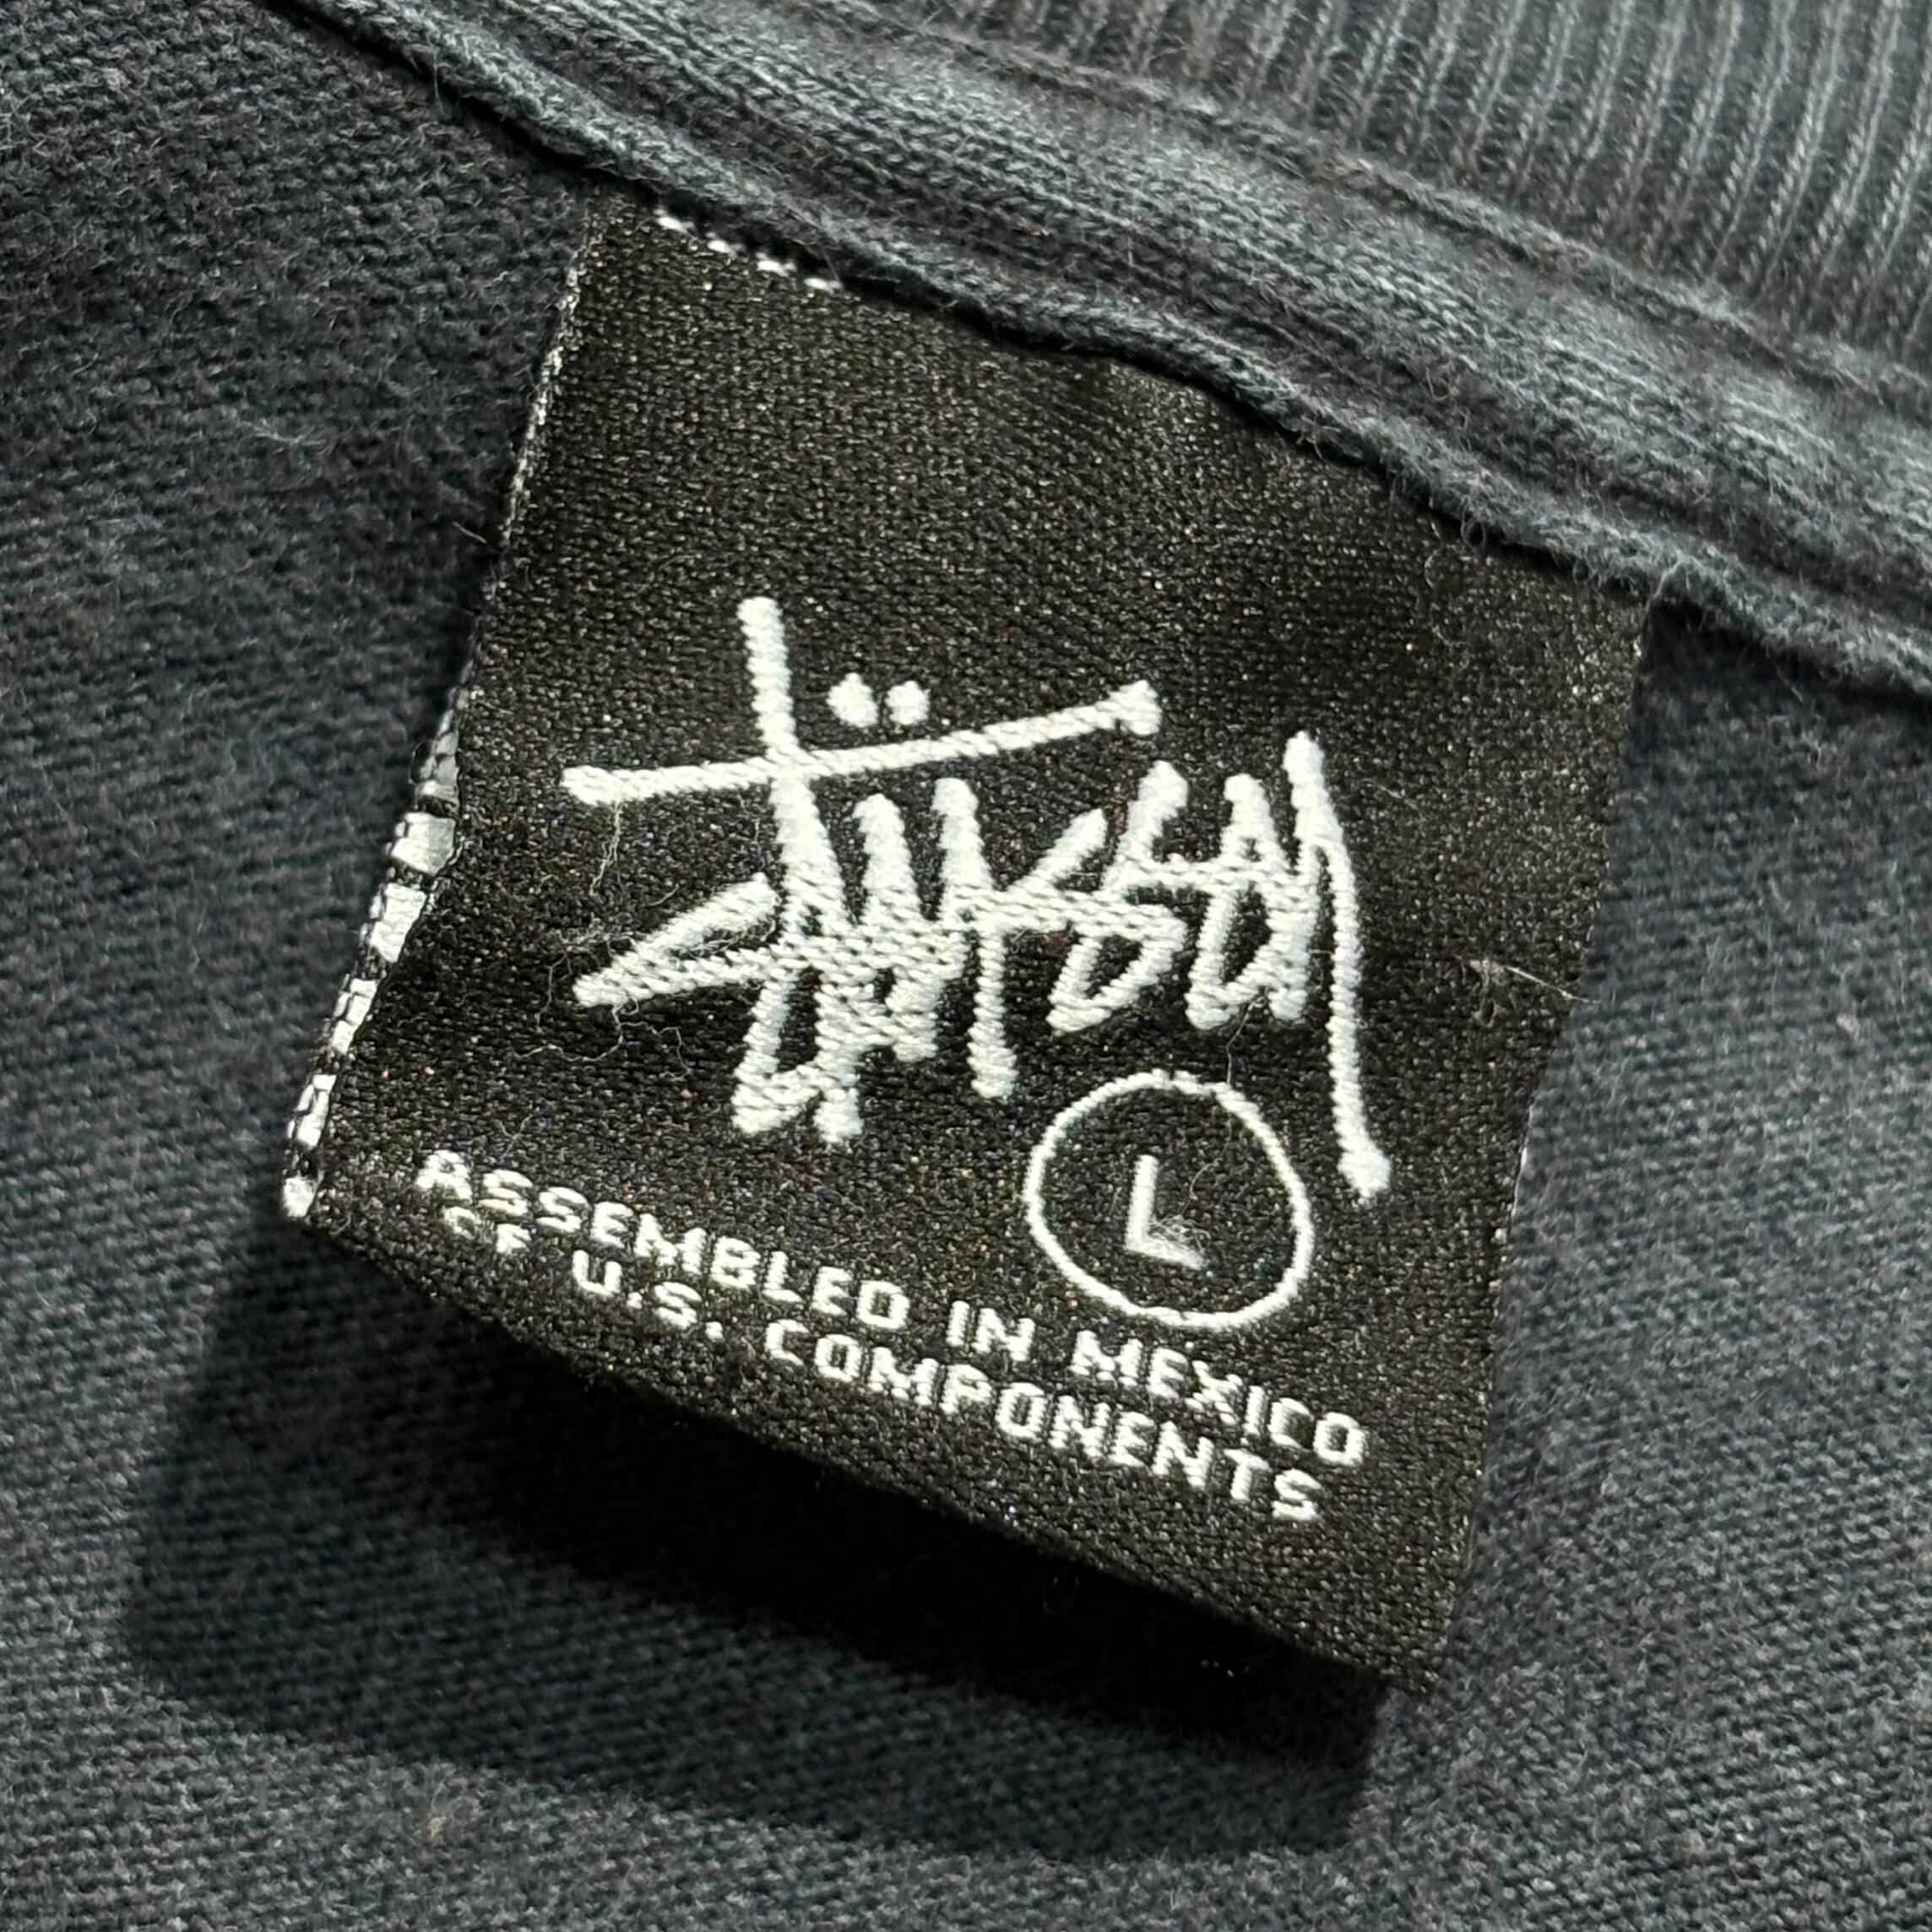 Stüssy
L
ASSEMBLED IN MEXICO
OF U.S. COMPONENTS